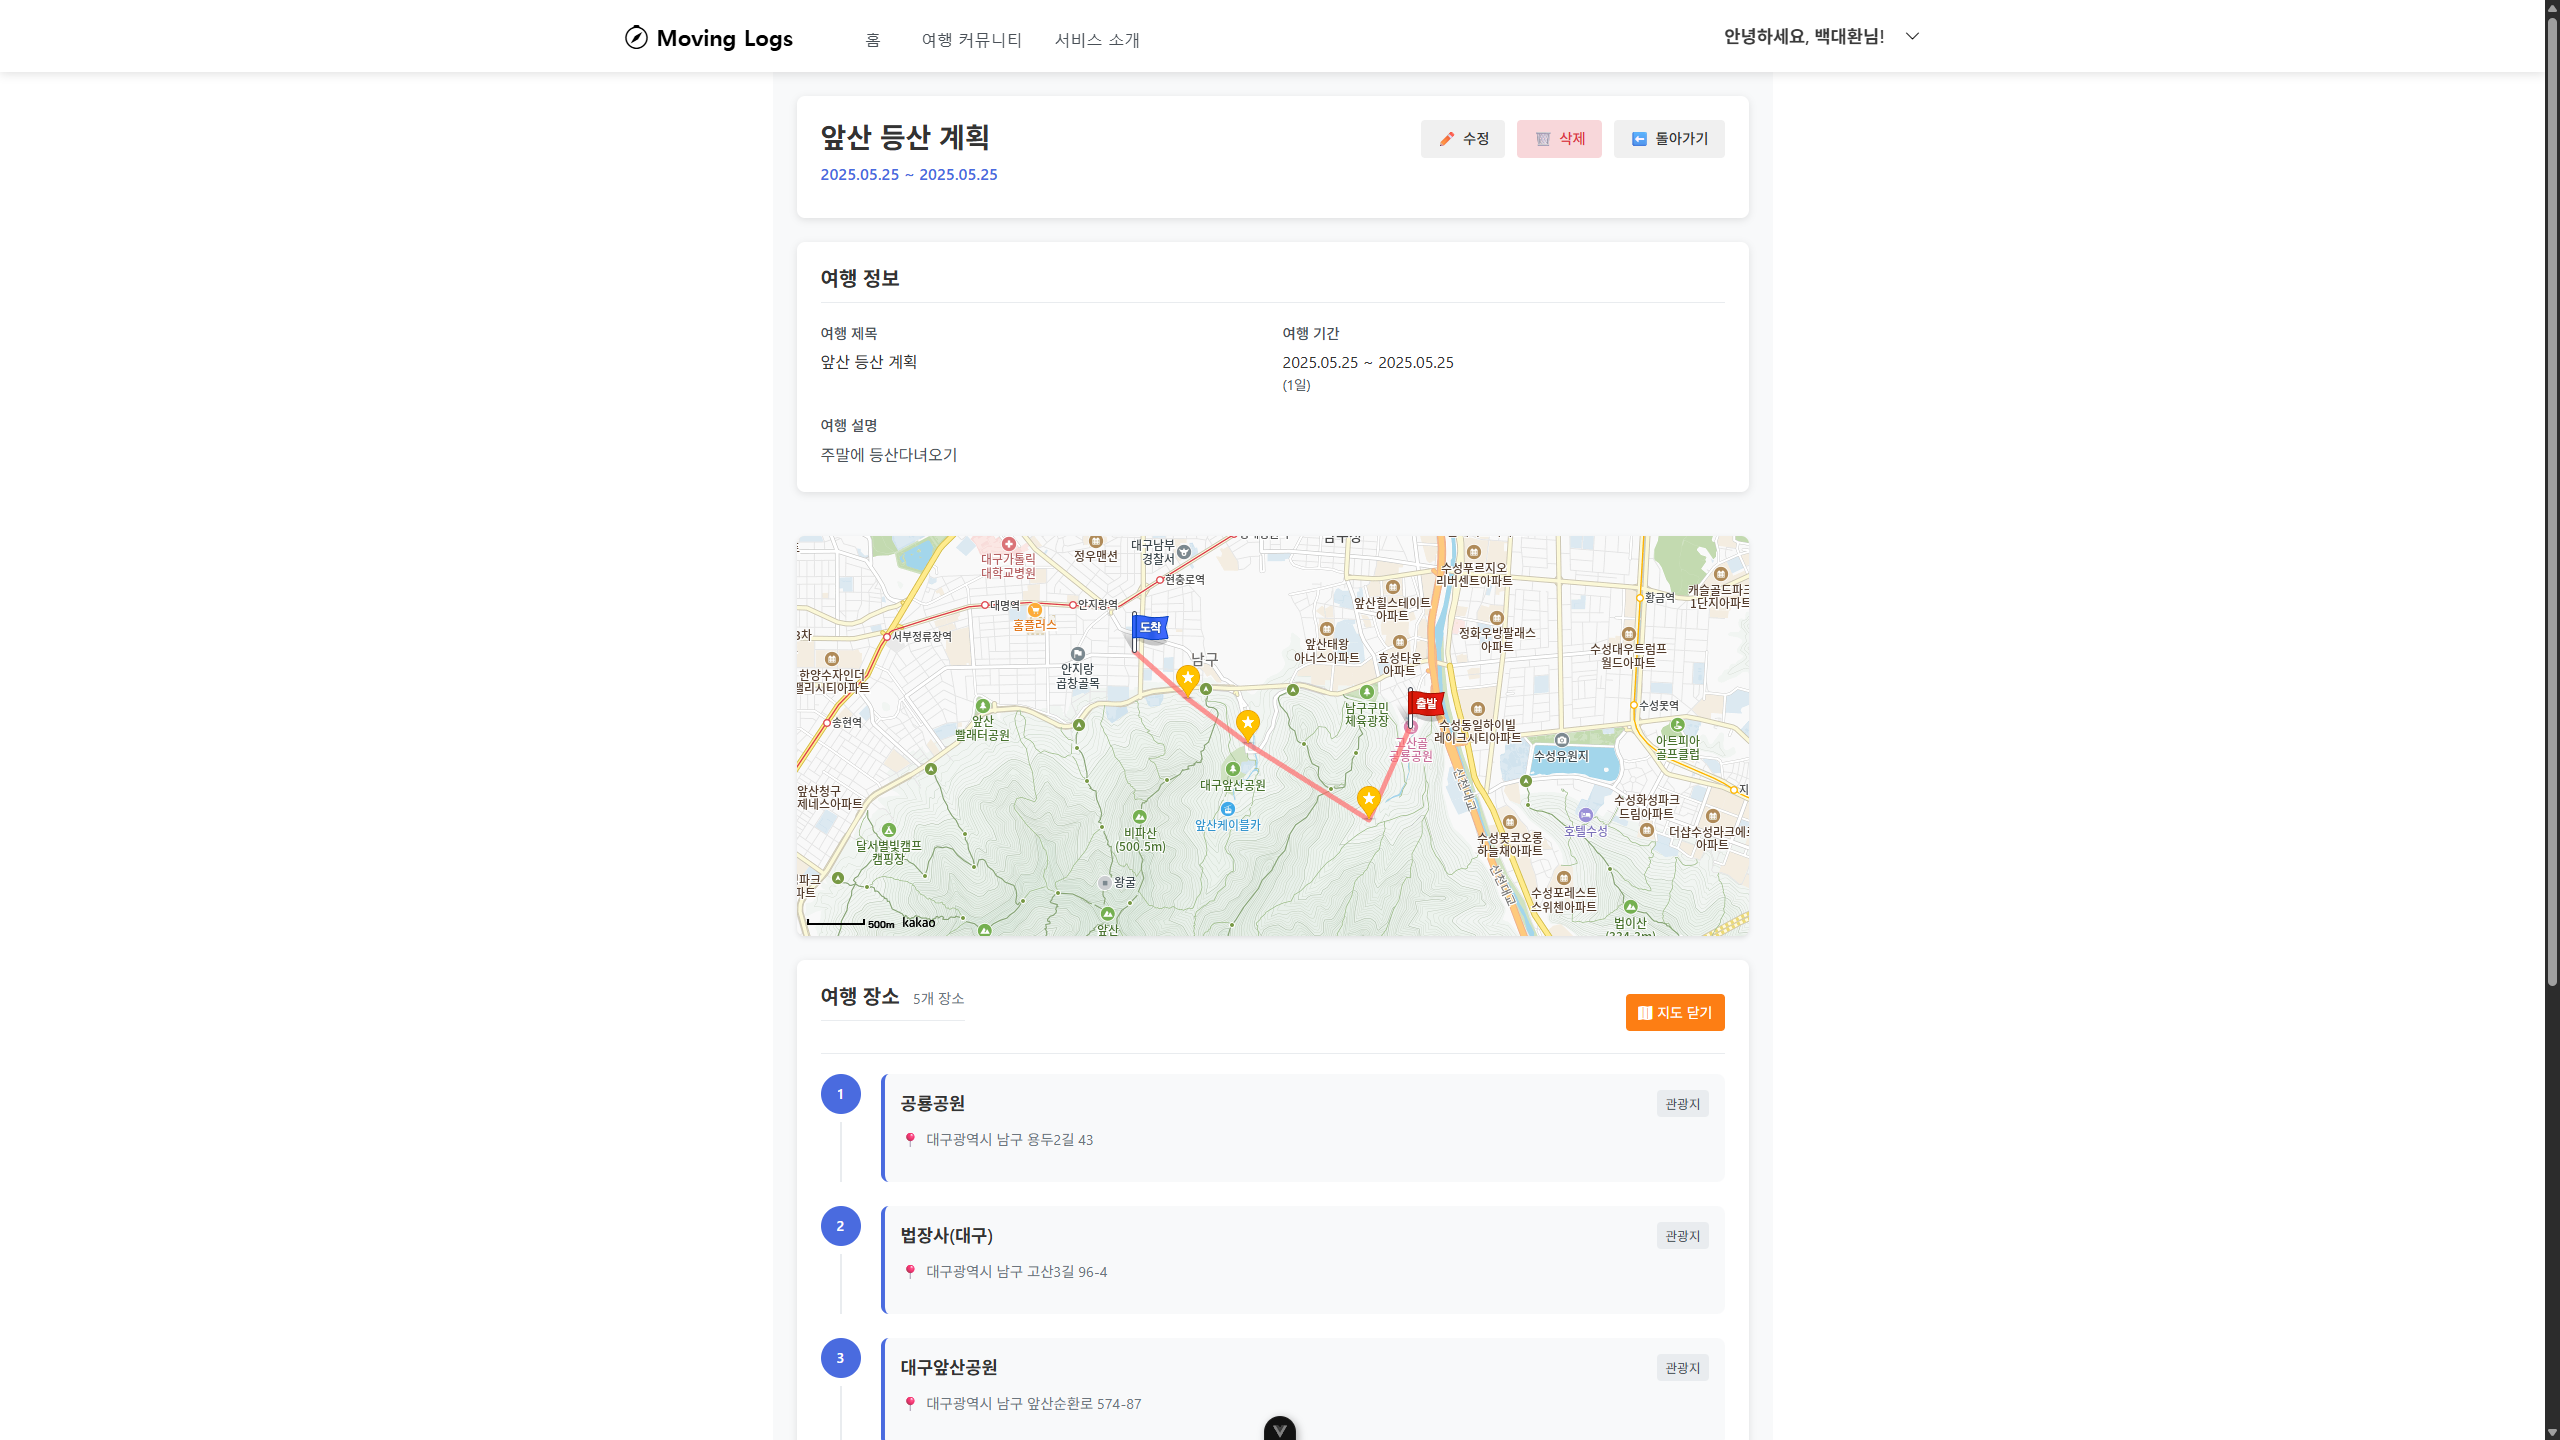 Moving Logs
홈
여행 커뮤니티
서비스 소개
안녕하세요, 백대환님!
앞산 등산 계획
수정
삭제
돌아가기
2025.05.25 ~ 2025.05.25
여행 정보
여행 제목
앞산 등산 계획
여행 기간
2025.05.25 ~ 2025.05.25
(1일)
여행 설명
주말에 등산다녀오기
대구가톨릭
대학교병원
정우맨션
대구남부
경찰서
현충로역
대명역
안지랑역
홈플러스
서부정류장역
도착
남구
안지랑
곱창골목
한양수자인더
팰리시티아파트
송현역
앞산
빨래터공원
앞산힐스테이트
아파트
앞산태왕
아너스아파트
효성타운
아파트
남구구민
체육광장
출발
고산골
공룡공원
수성푸르지오
리버센트아파트
정화우방팔래스
아파트
수성동일하이빌
레이크시티아파트
황금역
캐슬골드파크
1단지아파트
수성대우트럼프
월드아파트
수성못역
아트피아
골프클럽
수성유원지
대구앞산공원
앞산케이블카
비파산
(500.5m)
왕굴
앞산
앞산청구
제네스아파트
달서별빛캠프
캠핑장
신천대로
신천대로
수성화성파크
드림아파트
호텔수성
수성못코오롱
하늘채아파트
더샵수성라크에르
아파트
수성포레스트
스위첸아파트
법이산
500m
kakao
여행 장소
5개 장소
지도 닫기
1
공룡공원
관광지
대구광역시 남구 용두2길 43
2
법장사(대구)
관광지
대구광역시 남구 고산3길 96-4
3
대구앞산공원
관광지
대구광역시 남구 앞산순환로 574-87